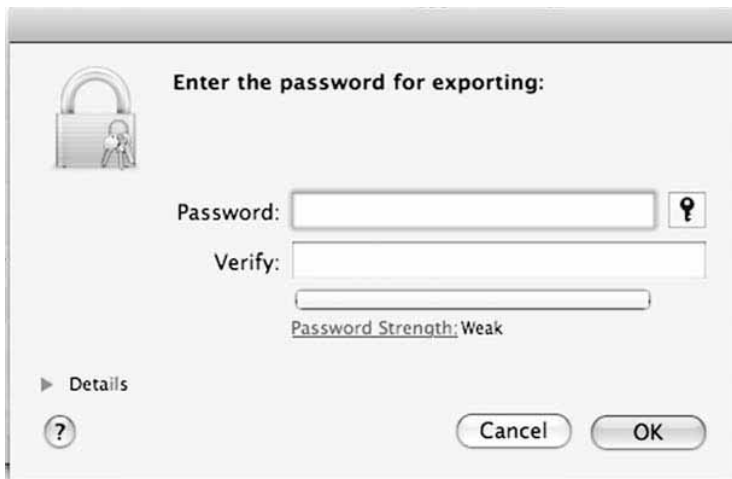 Enter the password for exporting:
Password:
Verify:
Password Strength: Weak
Details
?
Cancel OK